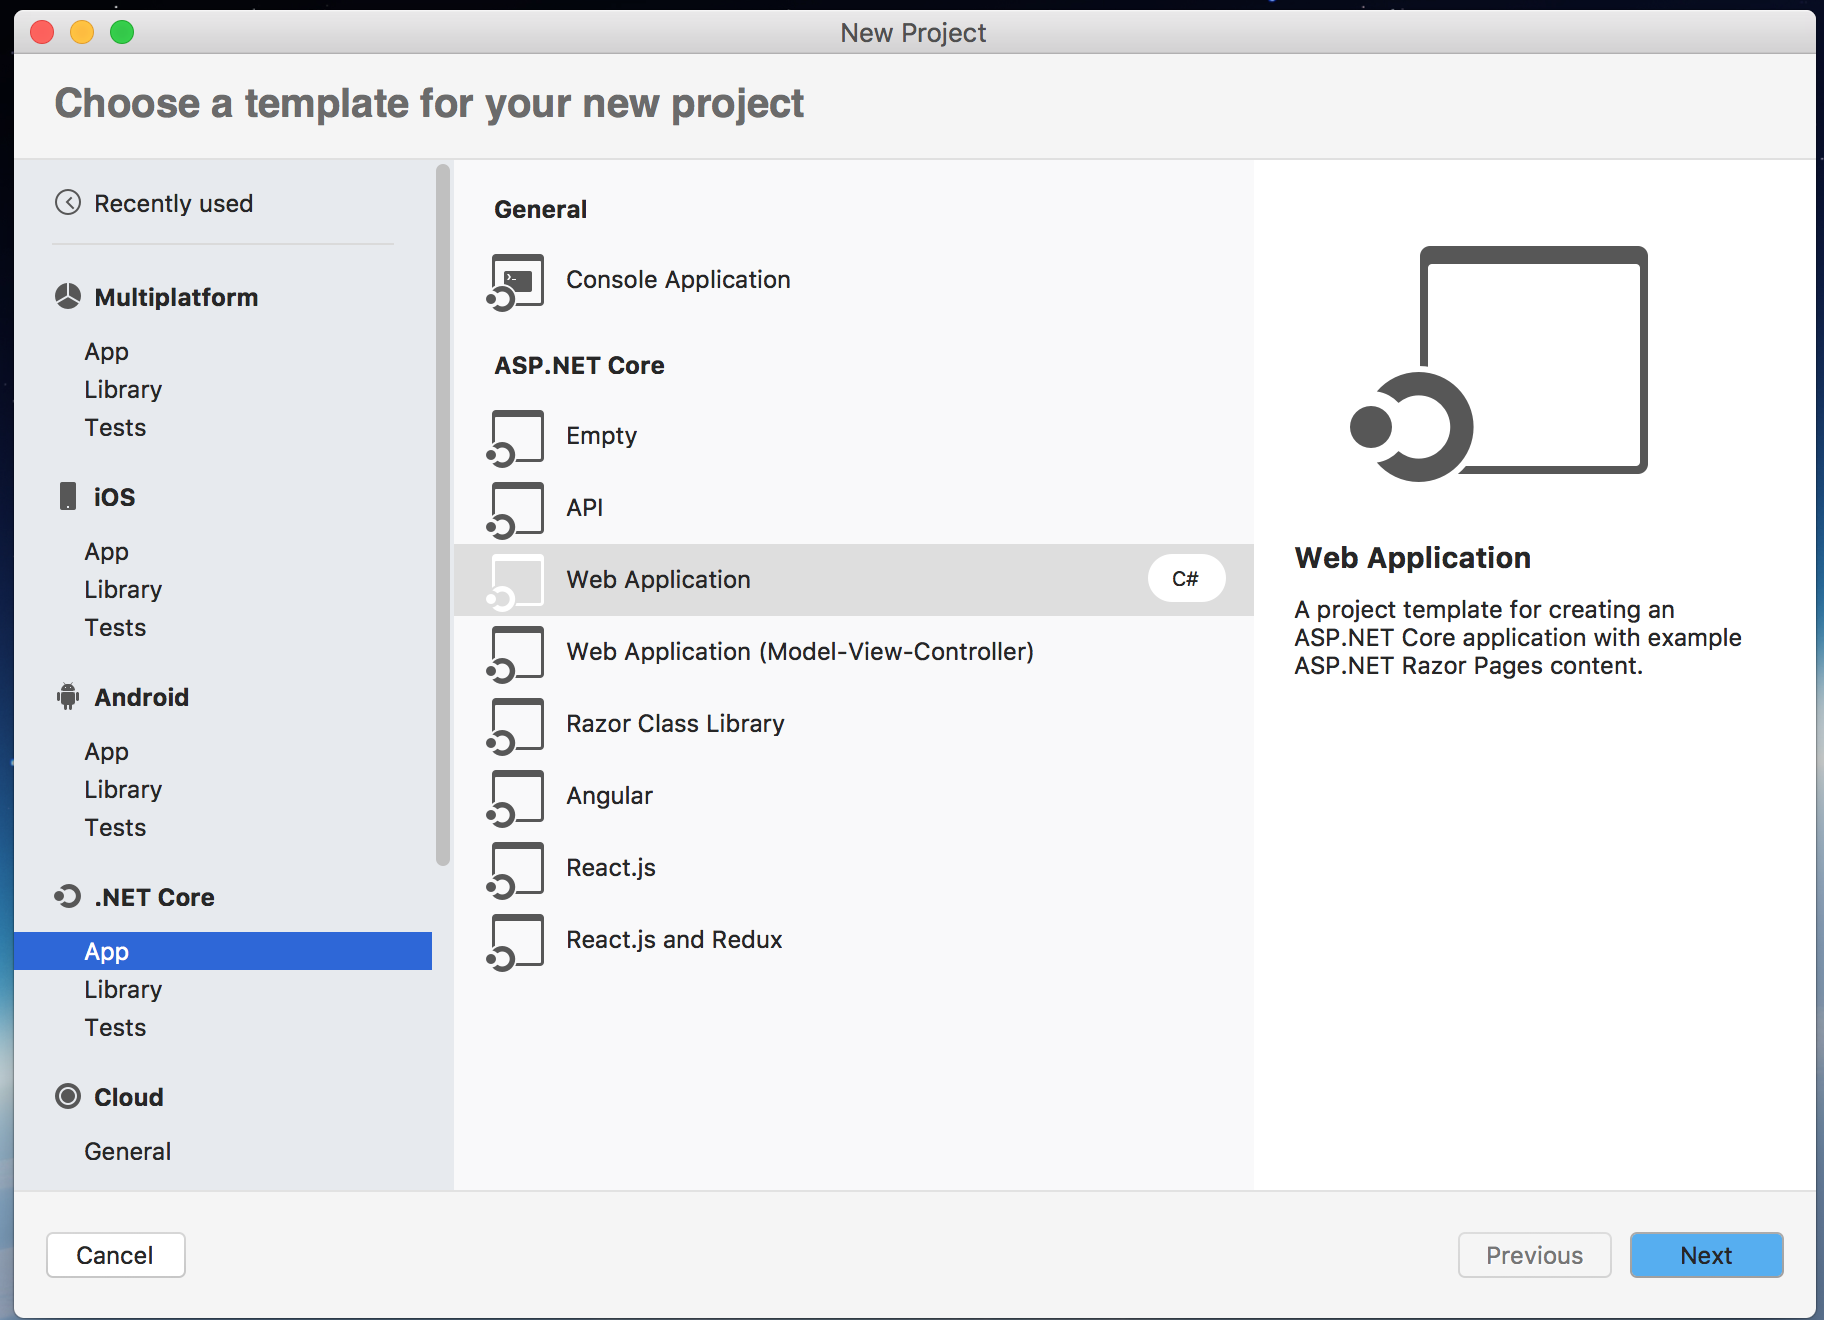 New Project
Choose a template for your new project
Recently used
Multiplatform
App
Library
Tests
iOS
App
Library
Tests
Android
App
Library
Tests
.NET Core
App
Library
Tests
Cloud
General
General
Console Application
ASP.NET Core
Empty
API
Web Application
C#
Web Application (Model-View-Controller)
Razor Class Library
Angular
React.js
React.js and Redux
Web Application
A project template for creating an
ASP.NET Core application with example
ASP.NET Razor Pages content.
Cancel
Previous
Next